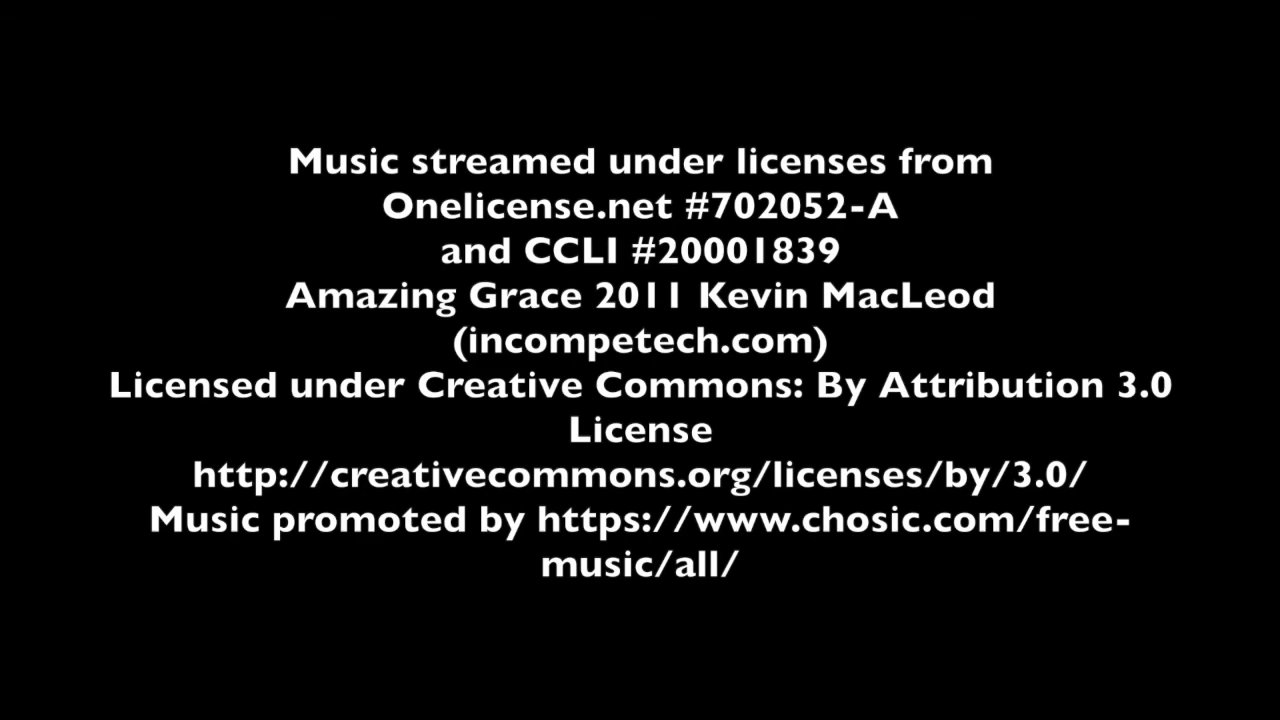 Music streamed under licenses from
Onelicense.net #702052-A
and CCLI #20001839
Amazing Grace 2011 Kevin MacLeod
(incompetech.com)
Licensed under Creative Commons: By Attribution 3.0
License
http://creativecommons.org/licenses/by/3.0/
Music promoted by https://www.chosic.com/free-
music/all/